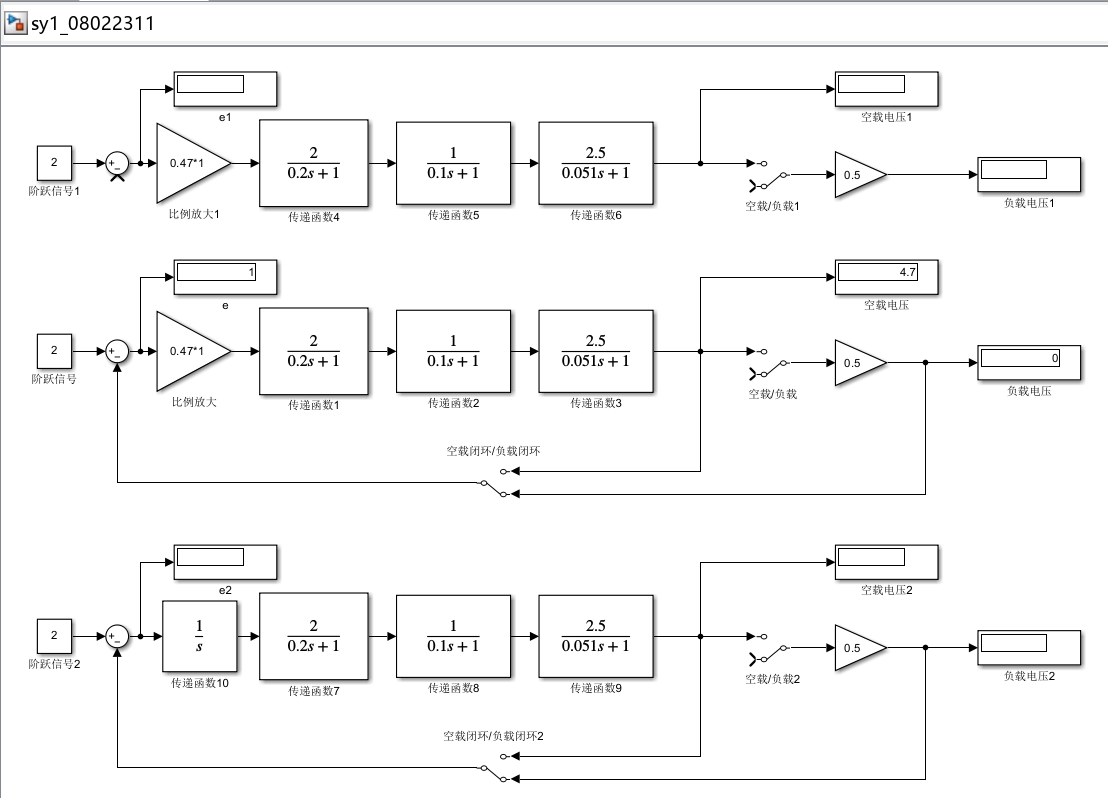 sy1_08022311
e1
空载电压1
2
+
−
0.47*1
2
0.2s + 1
1
0.1s + 1
2.5
0.051s + 1
0.5
阶跃信号1
比例放大1
传递函数4
传递函数5
传递函数6
空载/负载1
负载电压1
1
e
4.7
空载电压
2
+
−
0.47*1
2
0.2s + 1
1
0.1s + 1
2.5
0.051s + 1
0.5
0
阶跃信号
比例放大
传递函数1
传递函数2
传递函数3
空载/负载
负载电压
空载闭环/负载闭环
e2
空载电压2
2
+
−
1
s
2
0.2s + 1
1
0.1s + 1
2.5
0.051s + 1
0.5
阶跃信号2
传递函数10
传递函数7
传递函数8
传递函数9
空载/负载2
负载电压2
空载闭环/负载闭环2